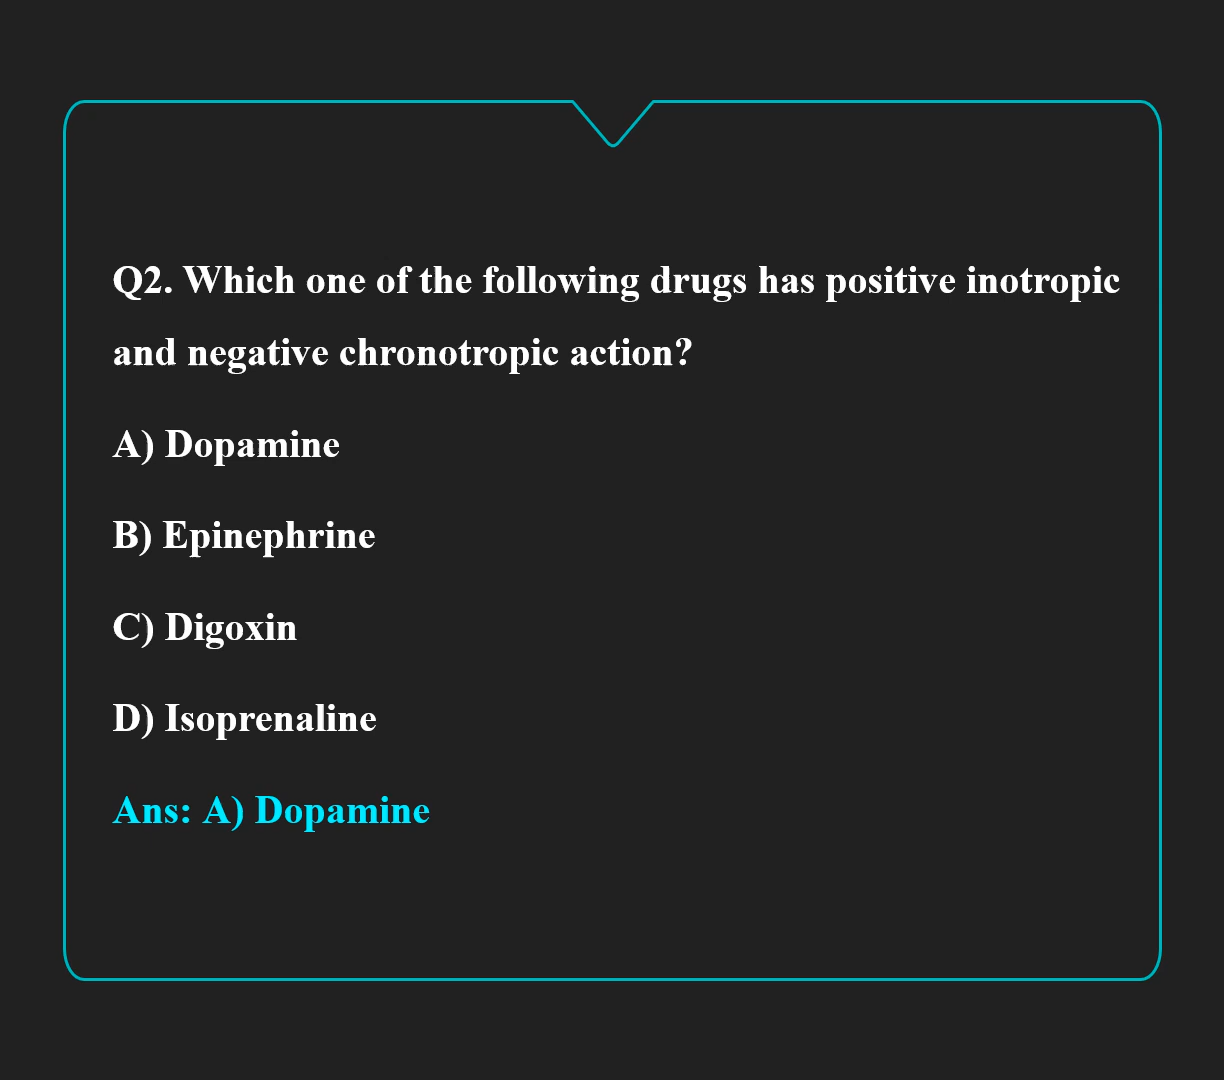 Q2. Which one of the following drugs has positive inotropic
and negative chronotropic action?
A) Dopamine
B) Epinephrine
C) Digoxin
D) Isoprenaline
Ans: A) Dopamine